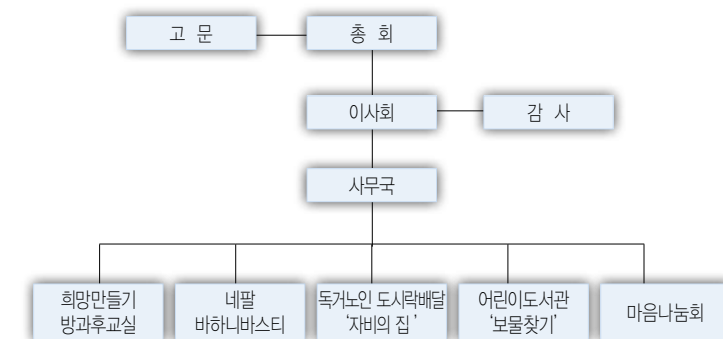 고 문
총 회
이사회
감 사
사무국
희망만들기
방과후교실
네팔
바하니바스티
독거노인 도시락배달
‘자비의 집 ’
어린이도서관
‘보물찾기’
마음나눔회